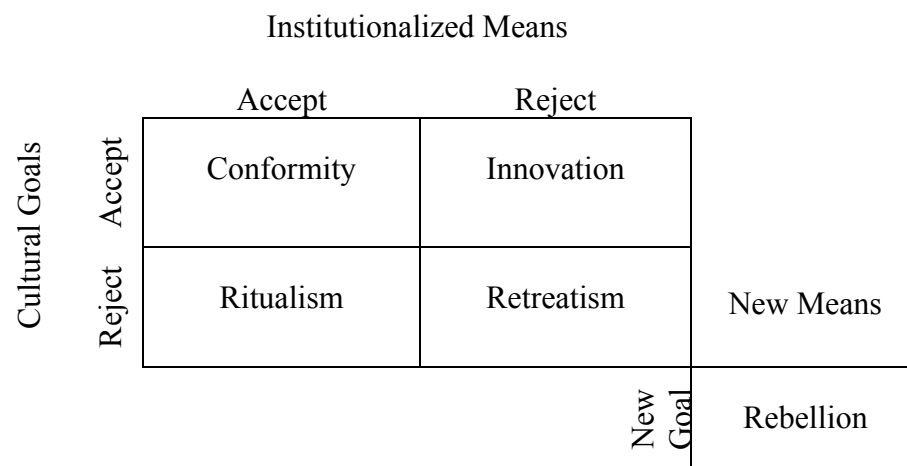 Institutionalized Means
Accept Reject
Cultural Goals
Accept
Conformity Innovation
Reject
Ritualism Retreatism New Means
New
Goal
Rebellion